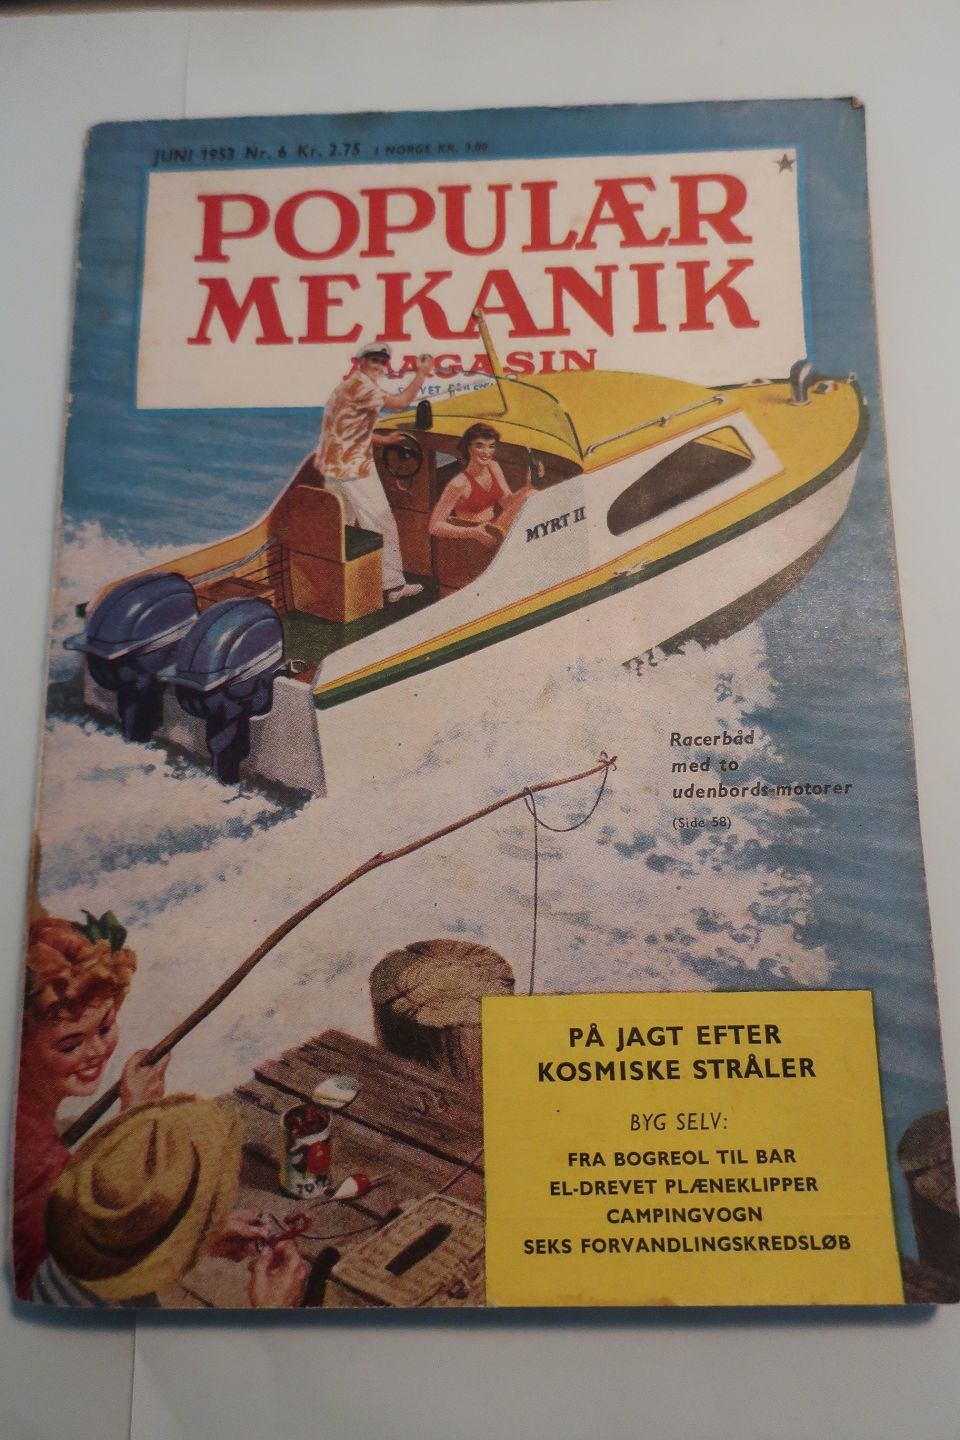 JUNI 1953 Nr. 6 Kr. 2.75 I NORGE KR. 3.00
POPULÆR
MEKANIK
MAGASIN
MYRT II
Racerbåd
med to
udenbords-motorer
(Side 58)
PÅ JAGT EFTER
KOSMISKE STRÅLER
BYG SELV:
FRA BOGREOL TIL BAR
EL-DREVET PLÆNEKLIPPER
CAMPINGVOGN
SEKS FORVANDLINGSKREDSLØB